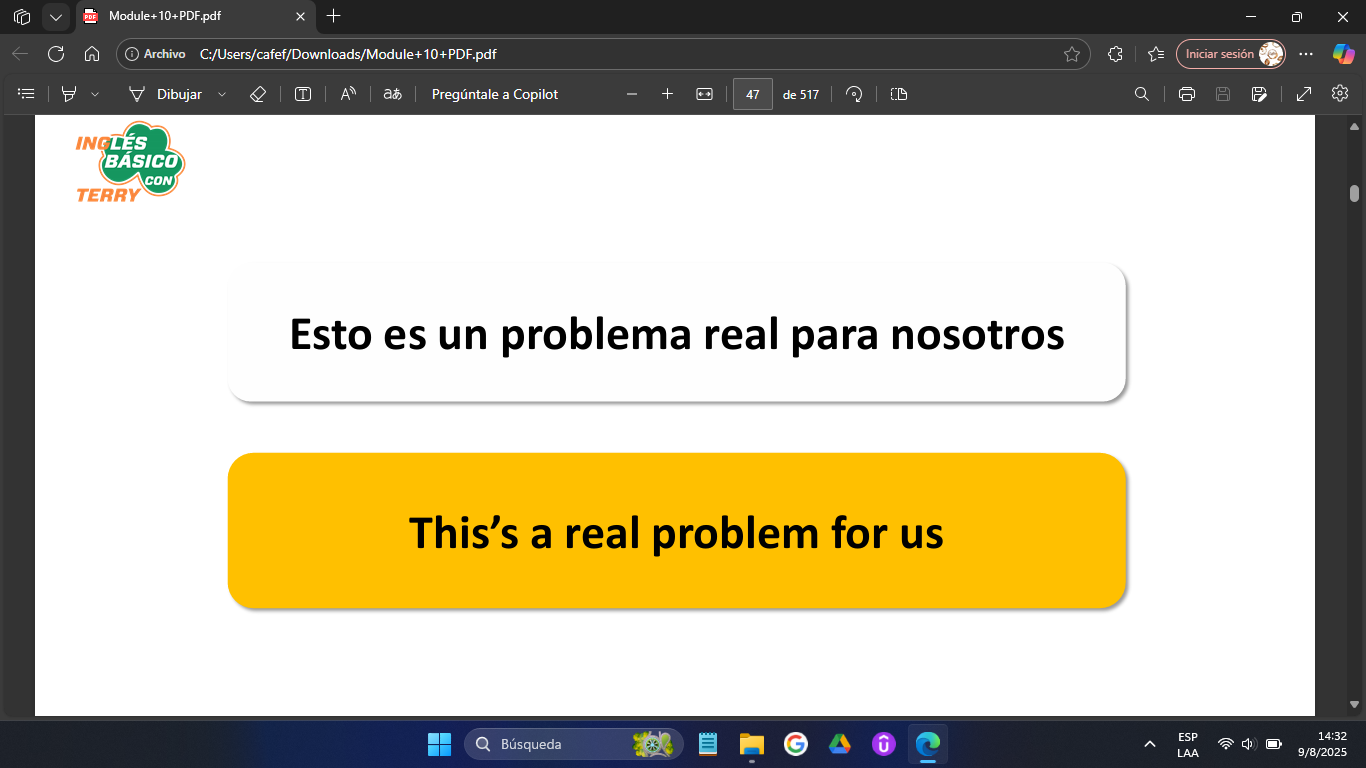 Module+10+PDF.pdf
Archivo
C:/Users/cafef/Downloads/Module+10+PDF.pdf
Iniciar sesión
Dibujar
Pregúntale a Copilot
47
de 517
INGLÉS
BÁSICO
CON
TERRY
Esto es un problema real para nosotros
This’s a real problem for us
Búsqueda
ESP
LAA
14:32
9/8/2025